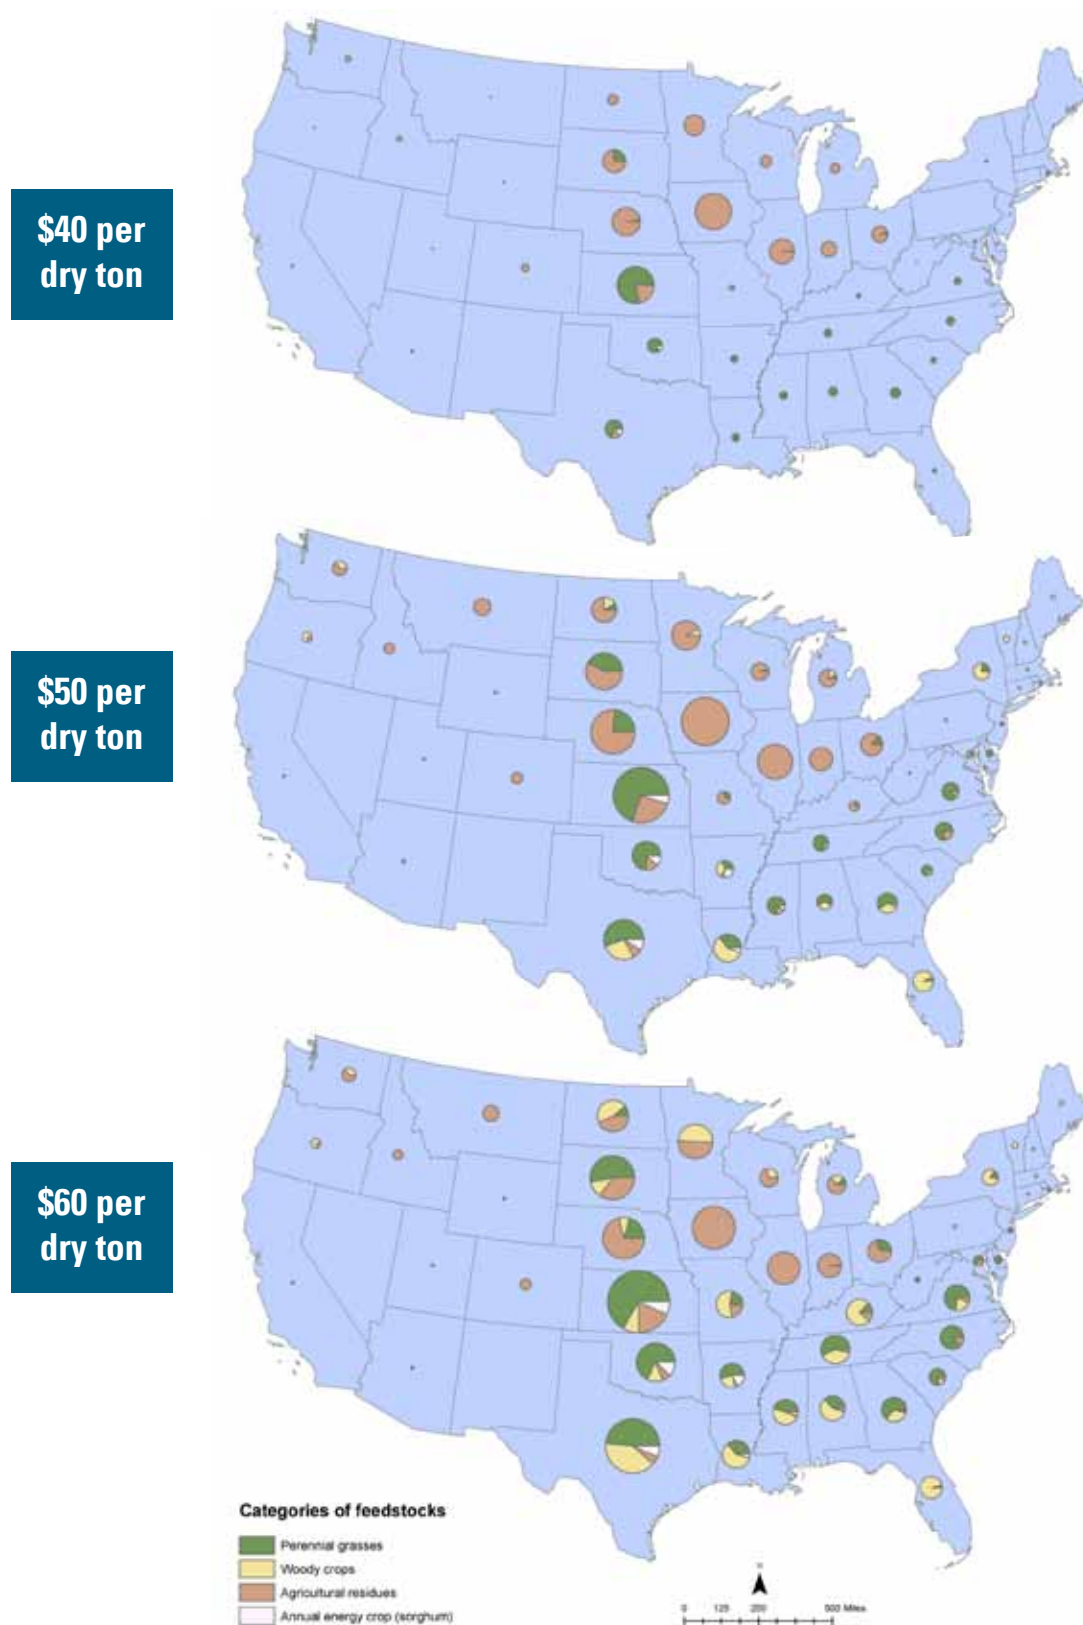 $40 per
dry ton
$50 per
dry ton
$60 per
dry ton
Categories of feedstocks
Perennial grasses
Woody crops
Agricultural residues
Annual energy crop (sorghum)
N
0 125 250 500 Miles